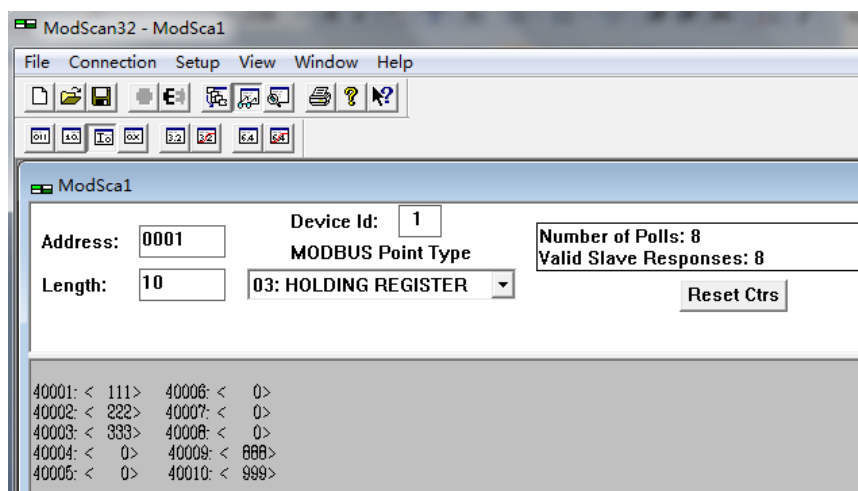 ModScan32 - ModSca1
File Connection Setup View Window Help
ModSca1
Address: 0001
Device Id: 1
MODBUS Point Type
Length: 10
03: HOLDING REGISTER
Number of Polls: 8
Valid Slave Responses: 8
Reset Ctrs
40001: < 111> 40006: < 0>
40002: < 222> 40007: < 0>
40003: < 333> 40008: < 0>
40004: < 0> 40009: < 888>
40005: < 0> 40010: < 999>